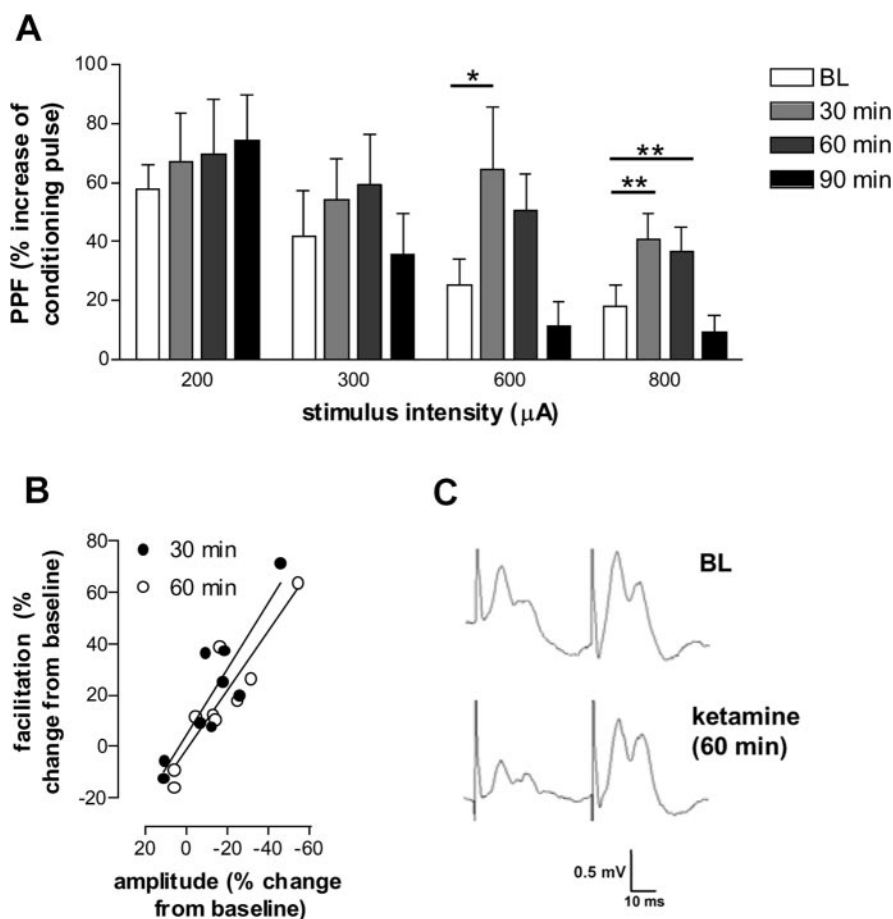 A
PPF (% increase of
conditioning pulse)
100
80
60
40
20
0
*
**
**
200 300 600 800
stimulus intensity (μA)
BL
30 min
60 min
90 min
B
facilitation (%
change from baseline)
80
60
40
20
0
-20
30 min
60 min
20 0 -20 -40 -60
amplitude (% change
from baseline)
C
BL
ketamine
(60 min)
0.5 mV
10 ms